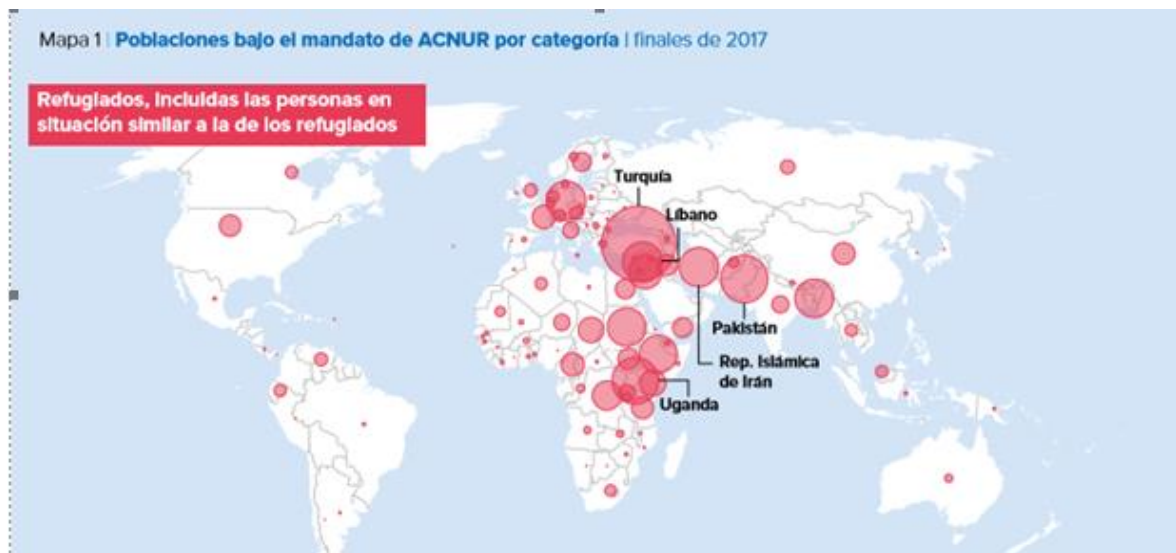 Mapa 1 | Poblaciones bajo el mandato de ACNUR por categoría | finales de 2017
Refugiados, incluidas las personas en
situación similar a la de los refugiados
Turquía
Líbano
Pakistán
Rep. Islámica
de Irán
Uganda